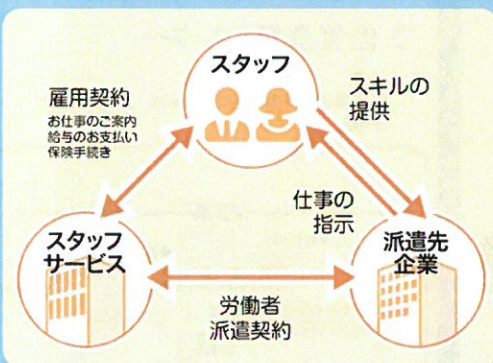 スタッフ
雇用契約
お仕事のご案内
給与のお支払い
保険手続き
スキルの
提供
仕事の
指示
スタッフ
サービス
派遣先
企業
労働者
派遣契約